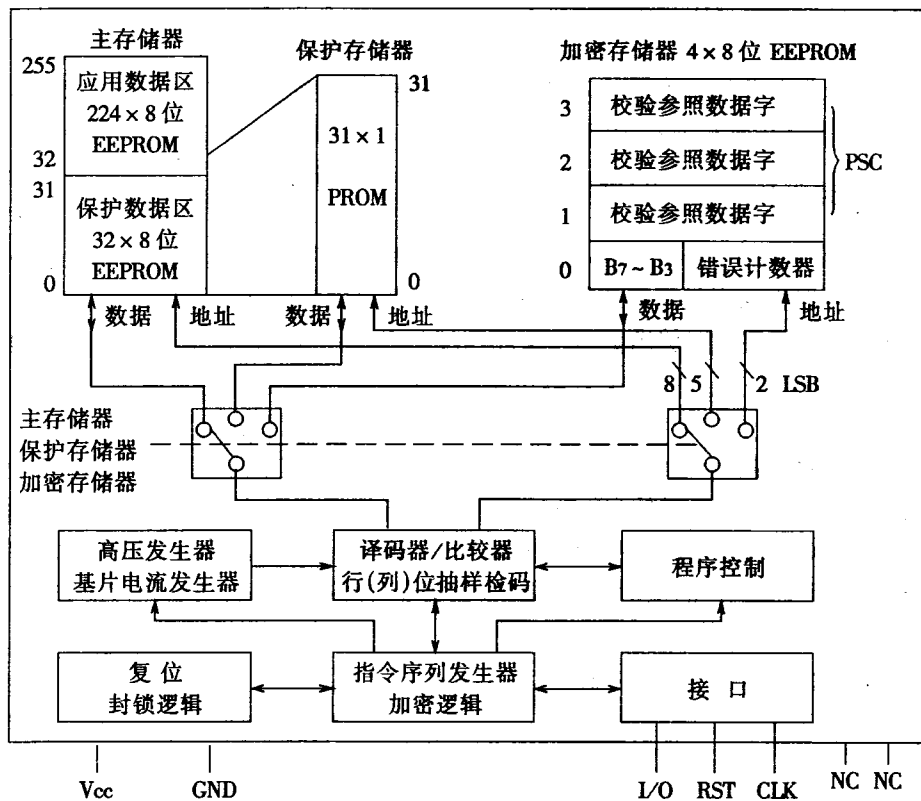 主存储器
保护存储器
加密存储器 4×8位 EEPROM
255
应用数据区
224×8位
EEPROM
32
31
保护数据区
32×8位
EEPROM
0
31
31×1
PROM
0
3
校验参照数据字
2
校验参照数据字
1
校验参照数据字
PSC
0
B7~B3
错误计数器
数据
地址
数据
地址
数据
地址
8
5
2
LSB
主存储器
保护存储器
加密存储器
高压发生器
基片电流发生器
译码器/比较器
行(列)位抽样检码
程序控制
复位
封锁逻辑
指令序列发生器
加密逻辑
接口
Vcc
GND
I/O
RST
CLK
NC
NC